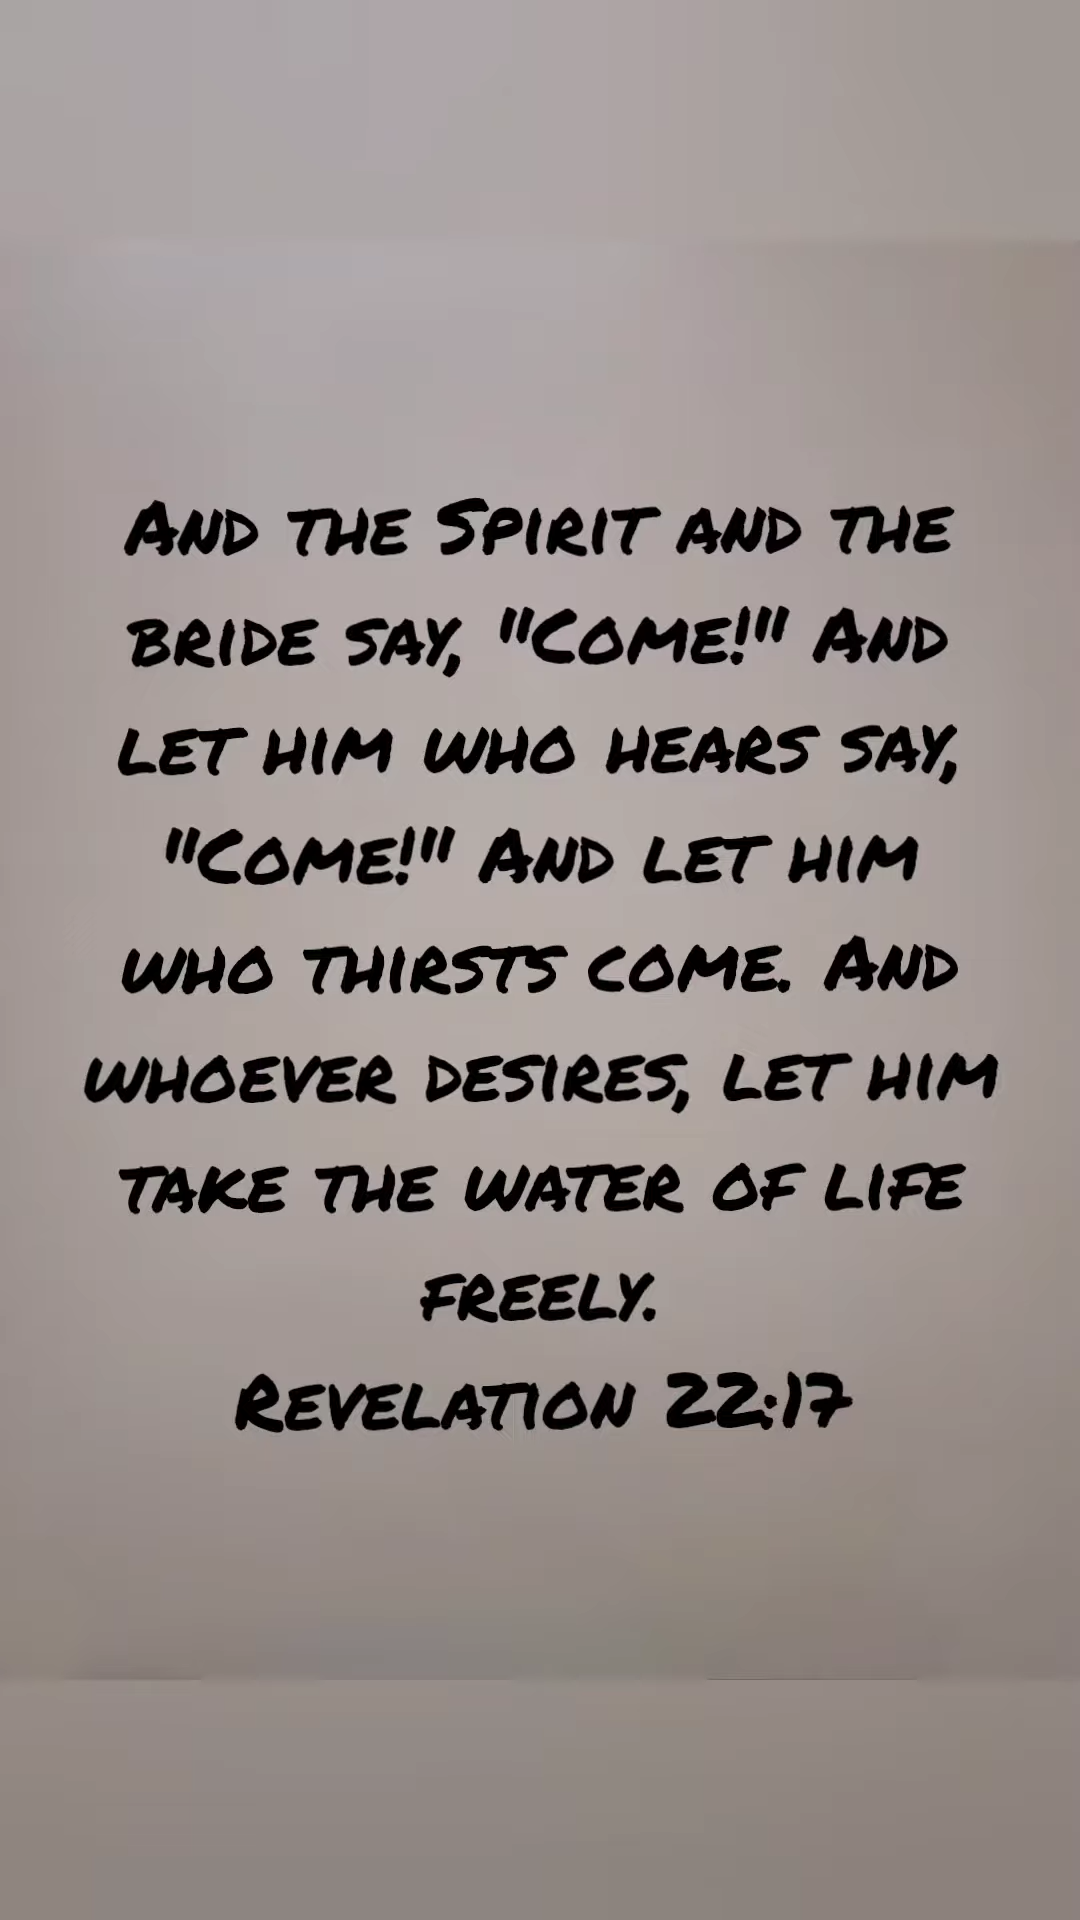 And the Spirit and the
bride say, "Come!" And
let him who hears say,
"Come!" And let him
who thirsts come. And
whoever desires, let him
take the water of life
freely.
Revelation 22:17